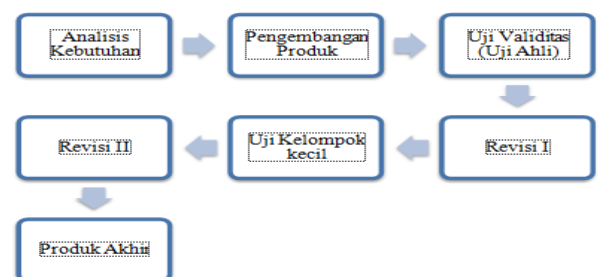 Analisis
Kebutuhan
Pengembangan
Produk
Uji Validitas
(Uji Ahli)
Revisi I
Uji Kelompok
kecil
Revisi II
Produk Akhir